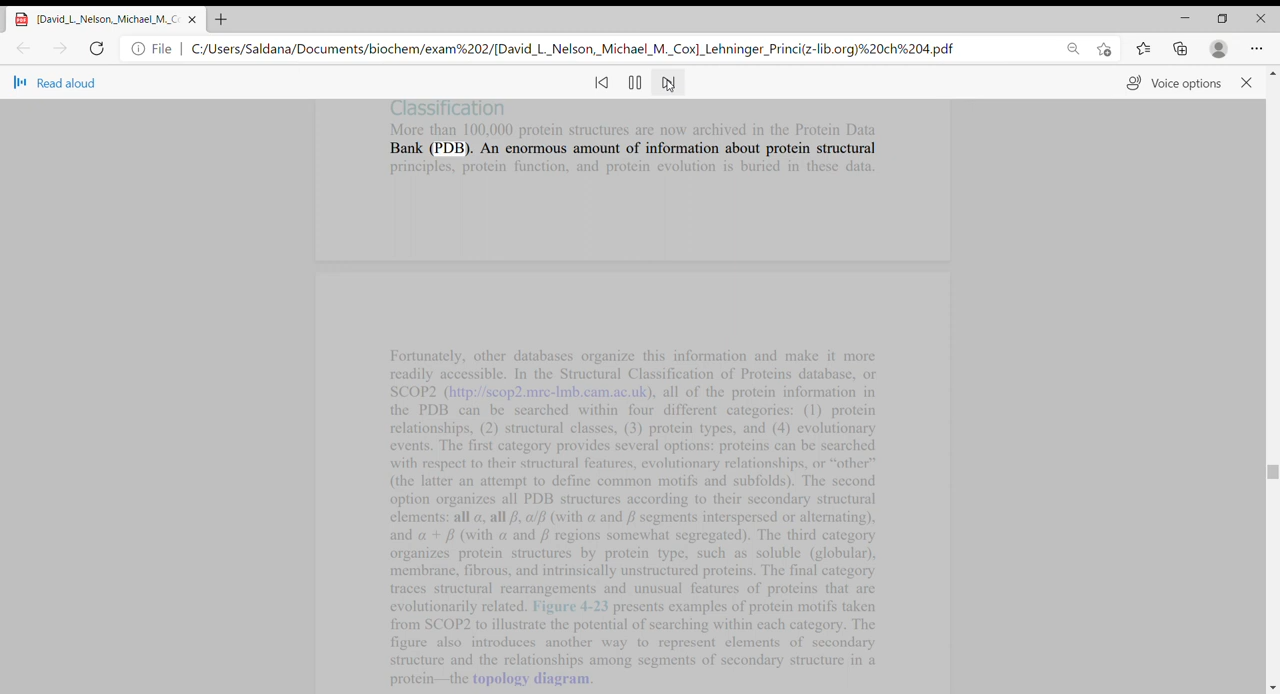 [David_L._Nelson,_Michael_M._Co
File
C:/Users/Saldana/Documents/biochem/exam%202/[David_L._Nelson,_Michael_M._Cox]_Lehninger_Princi(z-lib.org)%20ch%204.pdf
Read aloud
Voice options
Classification
More than 100,000 protein structures are now archived in the Protein Data
Bank (PDB). An enormous amount of information about protein structural
principles, protein function, and protein evolution is buried in these data.
Fortunately, other databases organize this information and make it more
readily accessible. In the Structural Classification of Proteins database, or
SCOP2 (http://scop2.mrc-lmb.cam.ac.uk), all of the protein information in
the PDB can be searched within four different categories: (1) protein
relationships, (2) structural classes, (3) protein types, and (4) evolutionary
events. The first category provides several options: proteins can be searched
with respect to their structural features, evolutionary relationships, or “other”
(the latter an attempt to define common motifs and subfolds). The second
option organizes all PDB structures according to their secondary structural
elements: all α, all β, α/β (with α and β segments interspersed or alternating),
and α + β (with α and β regions somewhat segregated). The third category
organizes protein structures by protein type, such as soluble (globular),
membrane, fibrous, and intrinsically unstructured proteins. The final category
traces structural rearrangements and unusual features of proteins that are
evolutionarily related. Figure 4-23 presents examples of protein motifs taken
from SCOP2 to illustrate the potential of searching within each category. The
figure also introduces another way to represent elements of secondary
structure and the relationships among segments of secondary structure in a
protein—the topology diagram.